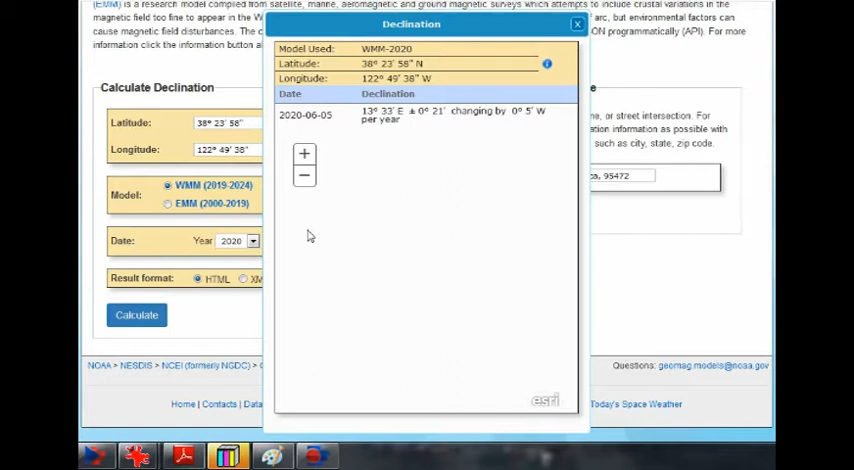 (EMM) is a research model compiled from satellite, marine, aeromagnetic and ground magnetic surveys which attempts to include crustal variations in the
magnetic field too fine to appear in the W
of arc, but environmental factors can
cause magnetic field disturbances. The c
ON programmatically (API). For more
information click the information button a
Declination
X
Model Used: WMM-2020
Latitude: 38° 23' 58" N
Longitude: 122° 49' 38" W
Date Declination
2020-06-05 13° 33' E ± 0° 21' changing by 0° 5' W
per year
+
−
esri
Calculate Declination
Latitude: 38° 23' 58"
Longitude: 122° 49' 38"
Model: WMM (2019-2024)
EMM (2000-2019)
Date: Year 2020
Result format: HTML XM
Calculate
e
me, or street intersection. For
ation information as possible with
such as city, state, zip code.
ca, 95472
NOAA > NESDIS > NCEI (formerly NGDC) >
Questions: geomag.models@noaa.gov
Home | Contacts | Data
Today's Space Weather